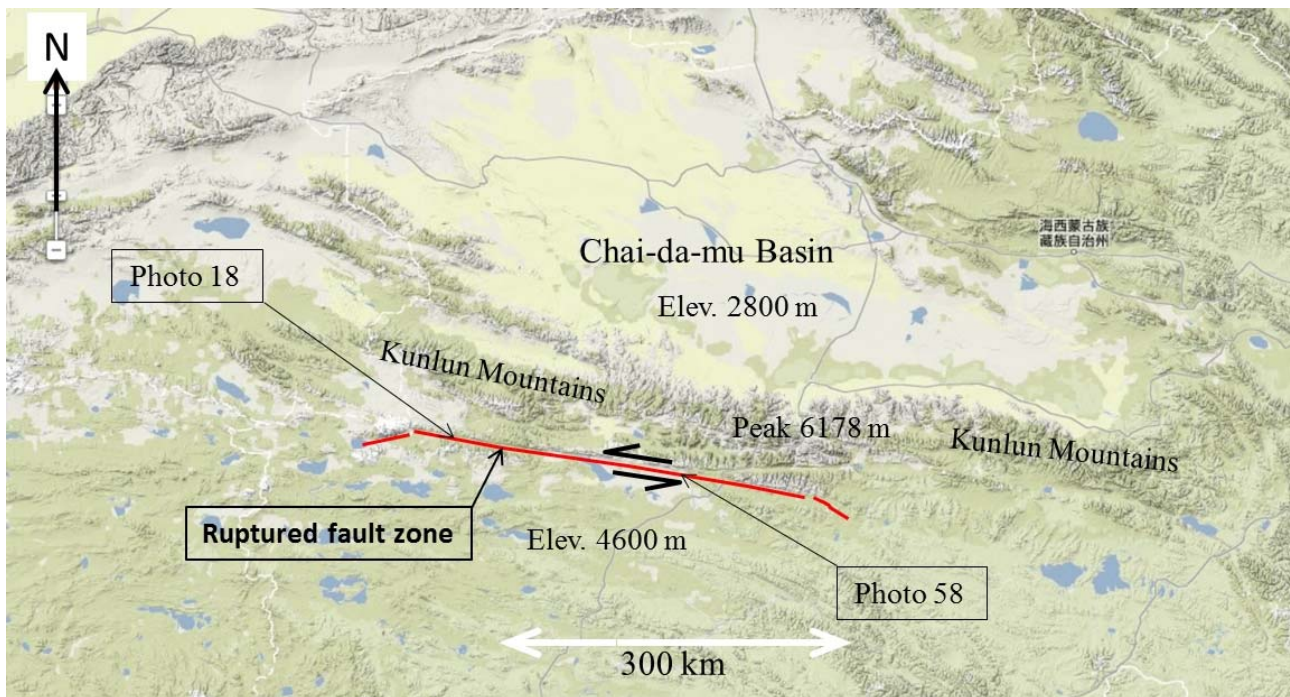 N
海西蒙古族
藏族自治州
Chai-da-mu Basin
Photo 18
Elev. 2800 m
Kunlun Mountains
Peak 6178 m
Kunlun Mountains
Ruptured fault zone
Elev. 4600 m
Photo 58
300 km